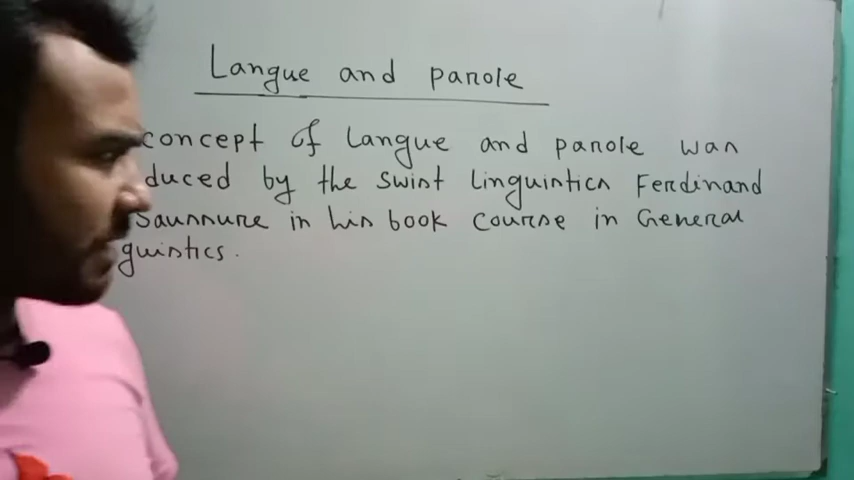 Langue and parole
concept of langue and parole was
duced by the swist linguistics Ferdinand
Saussure in his book course in General
guistics.